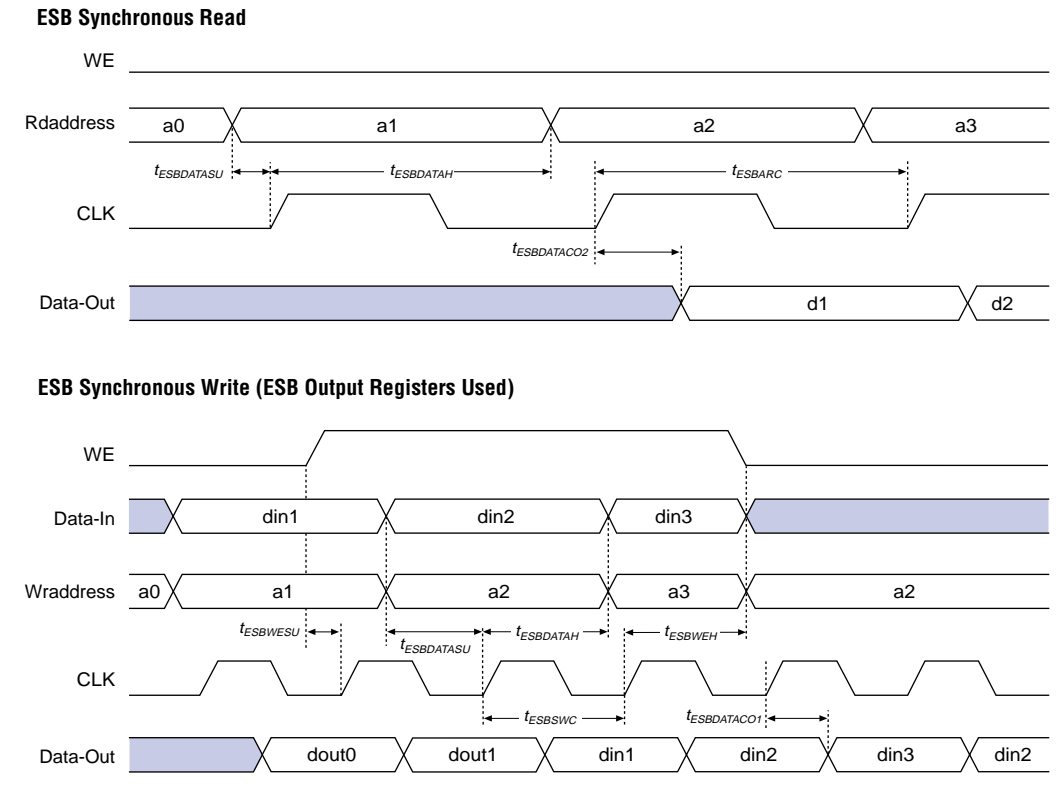 ESB Synchronous Read
WE
Rdaddress a0 a1 a2 a3
tESBDATASU tESBDATAH tESBARC
CLK
tESBDATACO2
Data-Out d1 d2
ESB Synchronous Write (ESB Output Registers Used)
WE
Data-In din1 din2 din3
Wraddress a0 a1 a2 a3 a2
tESBWESU tESBDATASU tESBDATAH tESBWEH
CLK
tESBSWC tESBDATACO1
Data-Out dout0 dout1 din1 din2 din3 din2